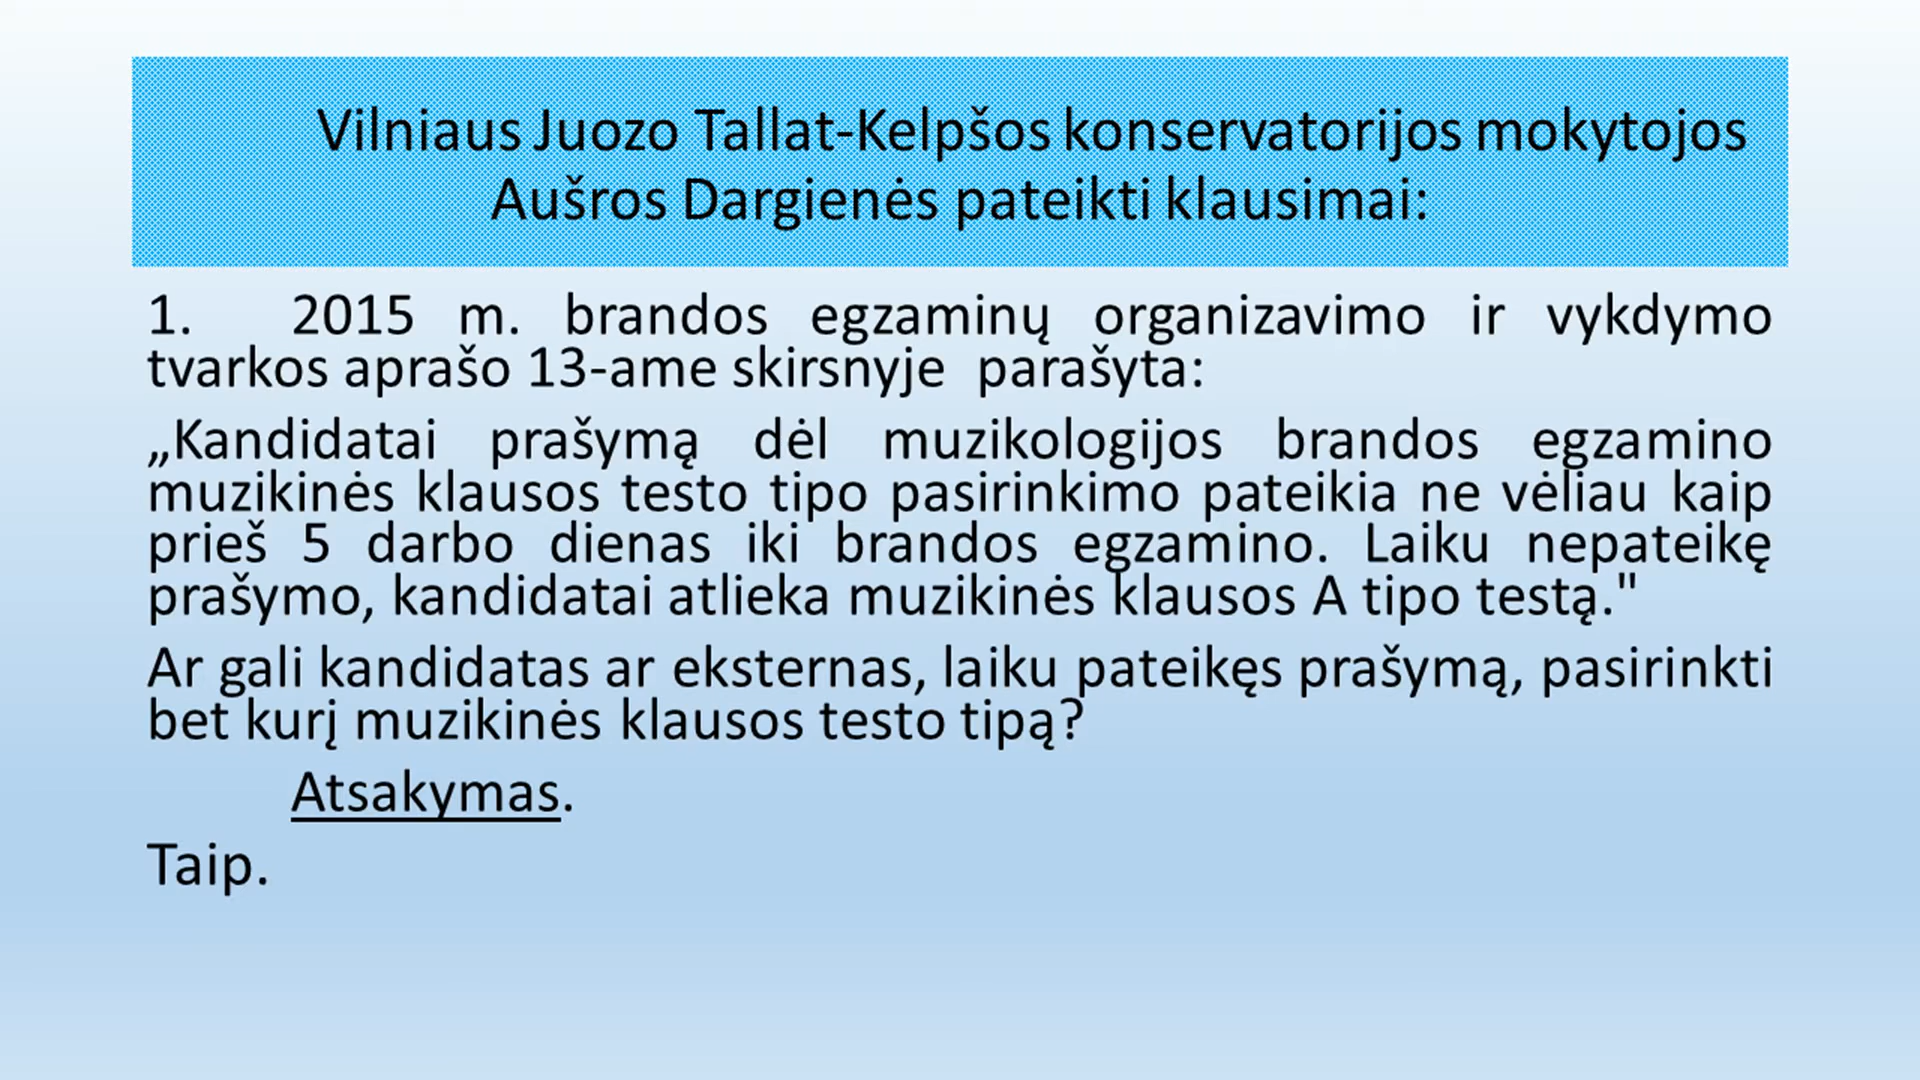 Vilniaus Juozo Tallat-Kelpšos konservatorijos mokytojos
Aušros Dargienės pateikti klausimai:
1. 2015 m. brandos egzaminų organizavimo ir vykdymo
tvarkos aprašo 13-ame skirsnyje parašyta:
„Kandidatai prašymą dėl muzikologijos brandos egzamino
muzikinės klausos testo tipo pasirinkimo pateikia ne vėliau kaip
prieš 5 darbo dienas iki brandos egzamino. Laiku nepateikę
prašymo, kandidatai atlieka muzikinės klausos A tipo testą."
Ar gali kandidatas ar eksternas, laiku pateikęs prašymą, pasirinkti
bet kurį muzikinės klausos testo tipą?
Atsakymas.
Taip.